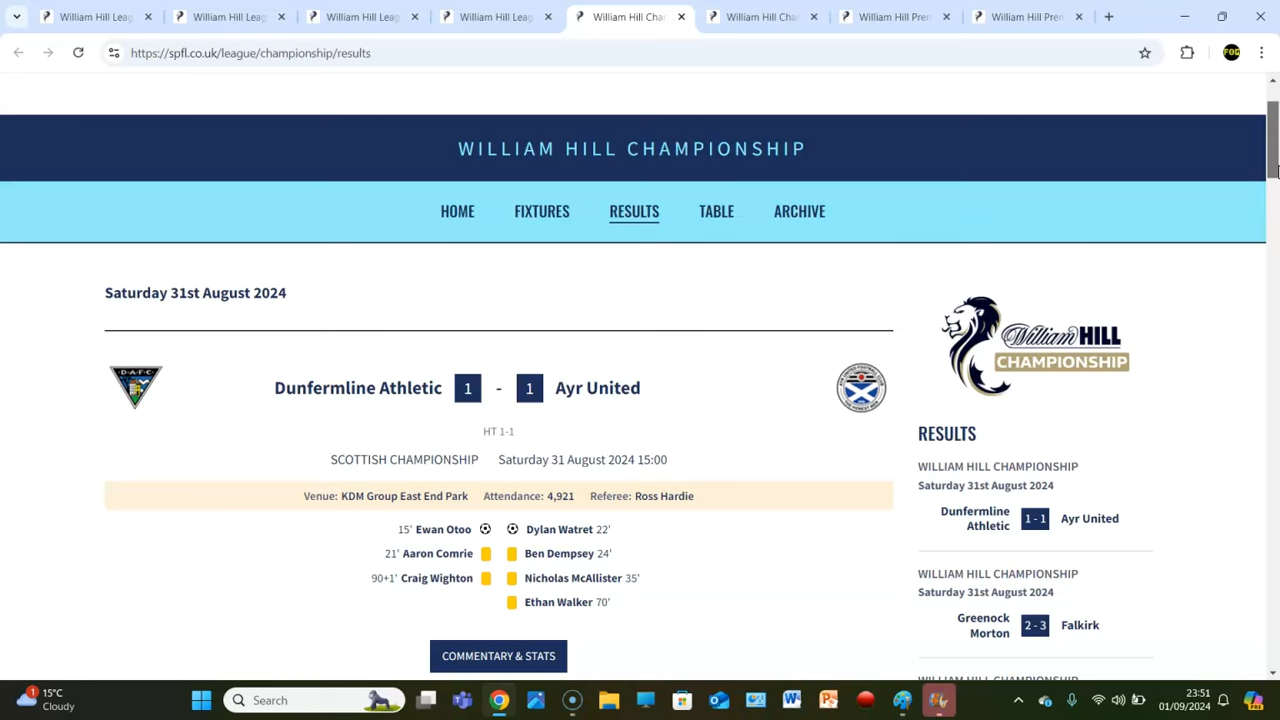 William Hill Leag
William Hill Leag
William Hill Leag
William Hill Leag
William Hill Cha
William Hill Cha
William Hill Prem
William Hill Prem
https://spfl.co.uk/league/championship/results
WILLIAM HILL CHAMPIONSHIP
HOME FIXTURES RESULTS TABLE ARCHIVE
Saturday 31st August 2024
D·A·F·C
Dunfermline Athletic 1 - 1 Ayr United
HT 1-1
SCOTTISH CHAMPIONSHIP Saturday 31 August 2024 15:00
Venue: KDM Group East End Park Attendance: 4,921 Referee: Ross Hardie
15' Ewan Otoo Dylan Watret 22'
21' Aaron Comrie Ben Dempsey 24'
90+1' Craig Wighton Nicholas McAllister 35'
Ethan Walker 70'
COMMENTARY & STATS
William HILL
CHAMPIONSHIP
RESULTS
WILLIAM HILL CHAMPIONSHIP
Saturday 31st August 2024
Dunfermline
Athletic 1 - 1 Ayr United
WILLIAM HILL CHAMPIONSHIP
Saturday 31st August 2024
Greenock
Morton 2 - 3 Falkirk
1
15°C
Cloudy
Search
23:51
01/09/2024